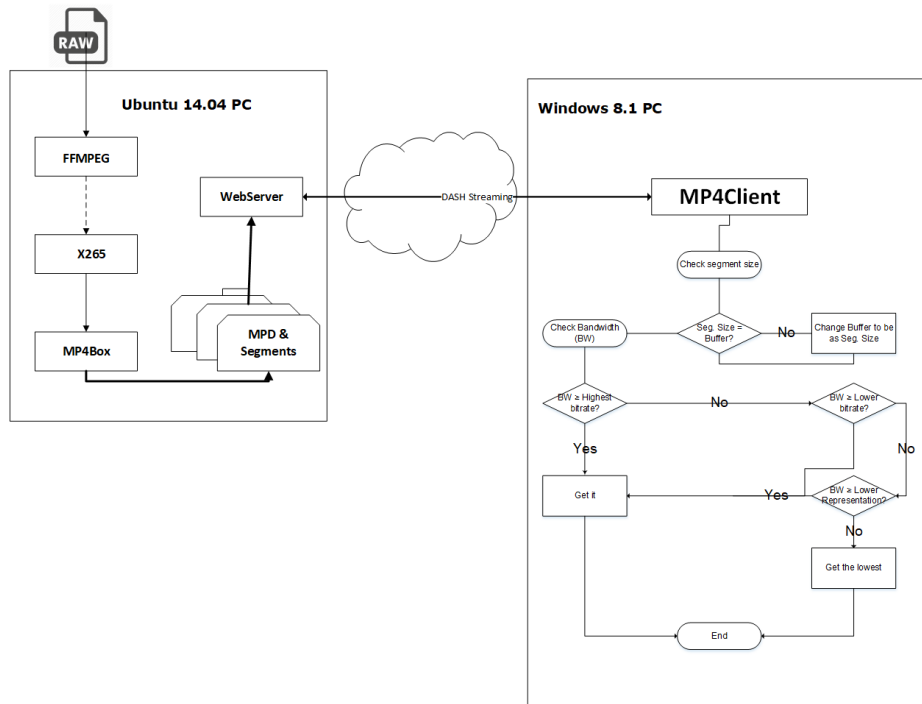 RAW
Ubuntu 14.04 PC
FFMPEG
X265
MP4Box
WebServer
MPD &
Segments
DASH Streaming
Windows 8.1 PC
MP4Client
Check segment size
Seg. Size =
Buffer?
No
Change Buffer to be
as Seg. Size
Check Bandwidth
(BW)
BW ≥ Highest
bitrate?
No
BW ≥ Lower
bitrate?
Yes
No
Get it
Yes
BW ≥ Lower
Representation?
No
Get the lowest
End